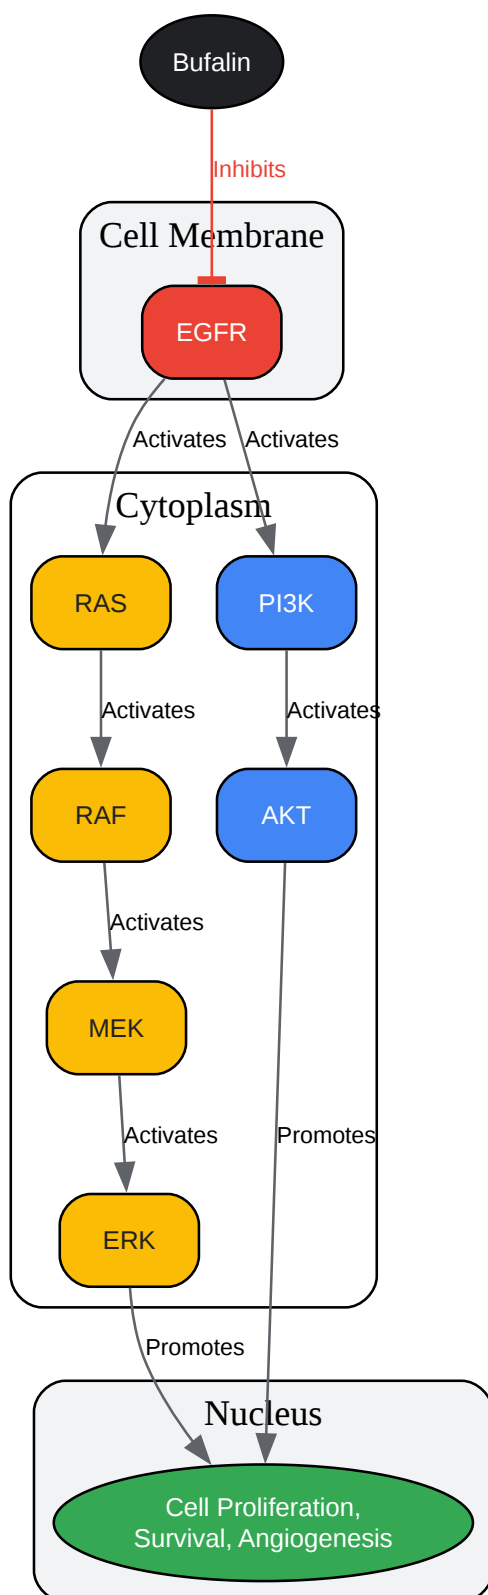 Bufalin
Inhibits
Cell Membrane
EGFR
Activates
Activates
Cytoplasm
RAS
PI3K
Activates
Activates
RAF
AKT
Activates
MEK
Activates
Promotes
ERK
Promotes
Nucleus
Cell Proliferation,
Survival, Angiogenesis